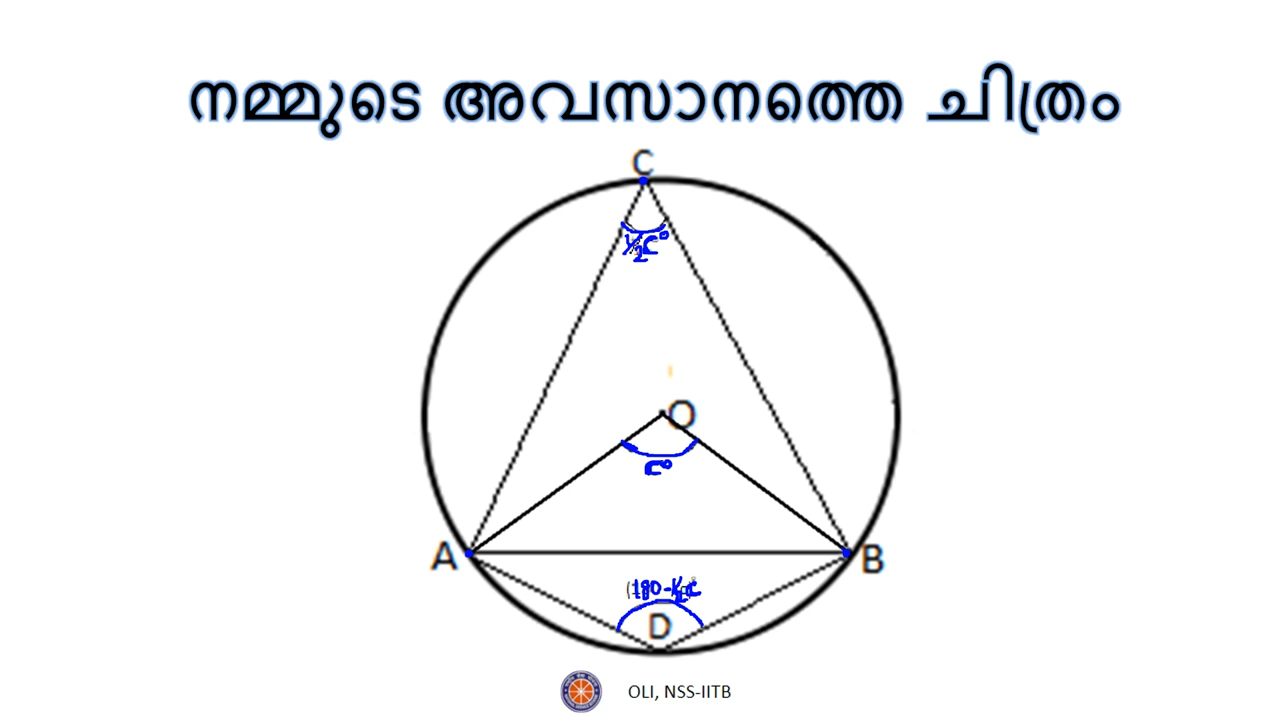 നമ്മുടെ അവസാനത്തെ ചിത്രം
C
½c°
O
c°
A
B
(180-½c°
D
OLI, NSS-IITB